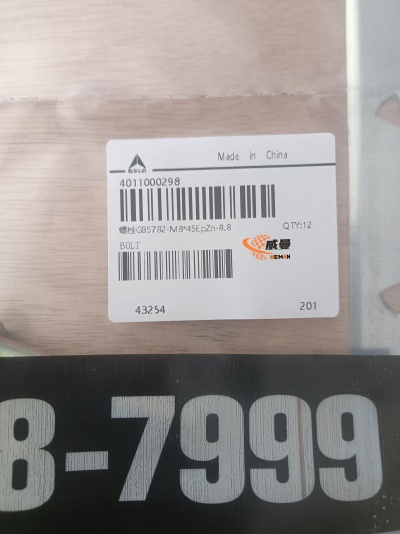 Made in China
SDLG
4011000298
螺栓GB5782-M8*45EpZn-8.8
QTY:12
BOLT
威曼
WEMAN
43254
201
8-7999